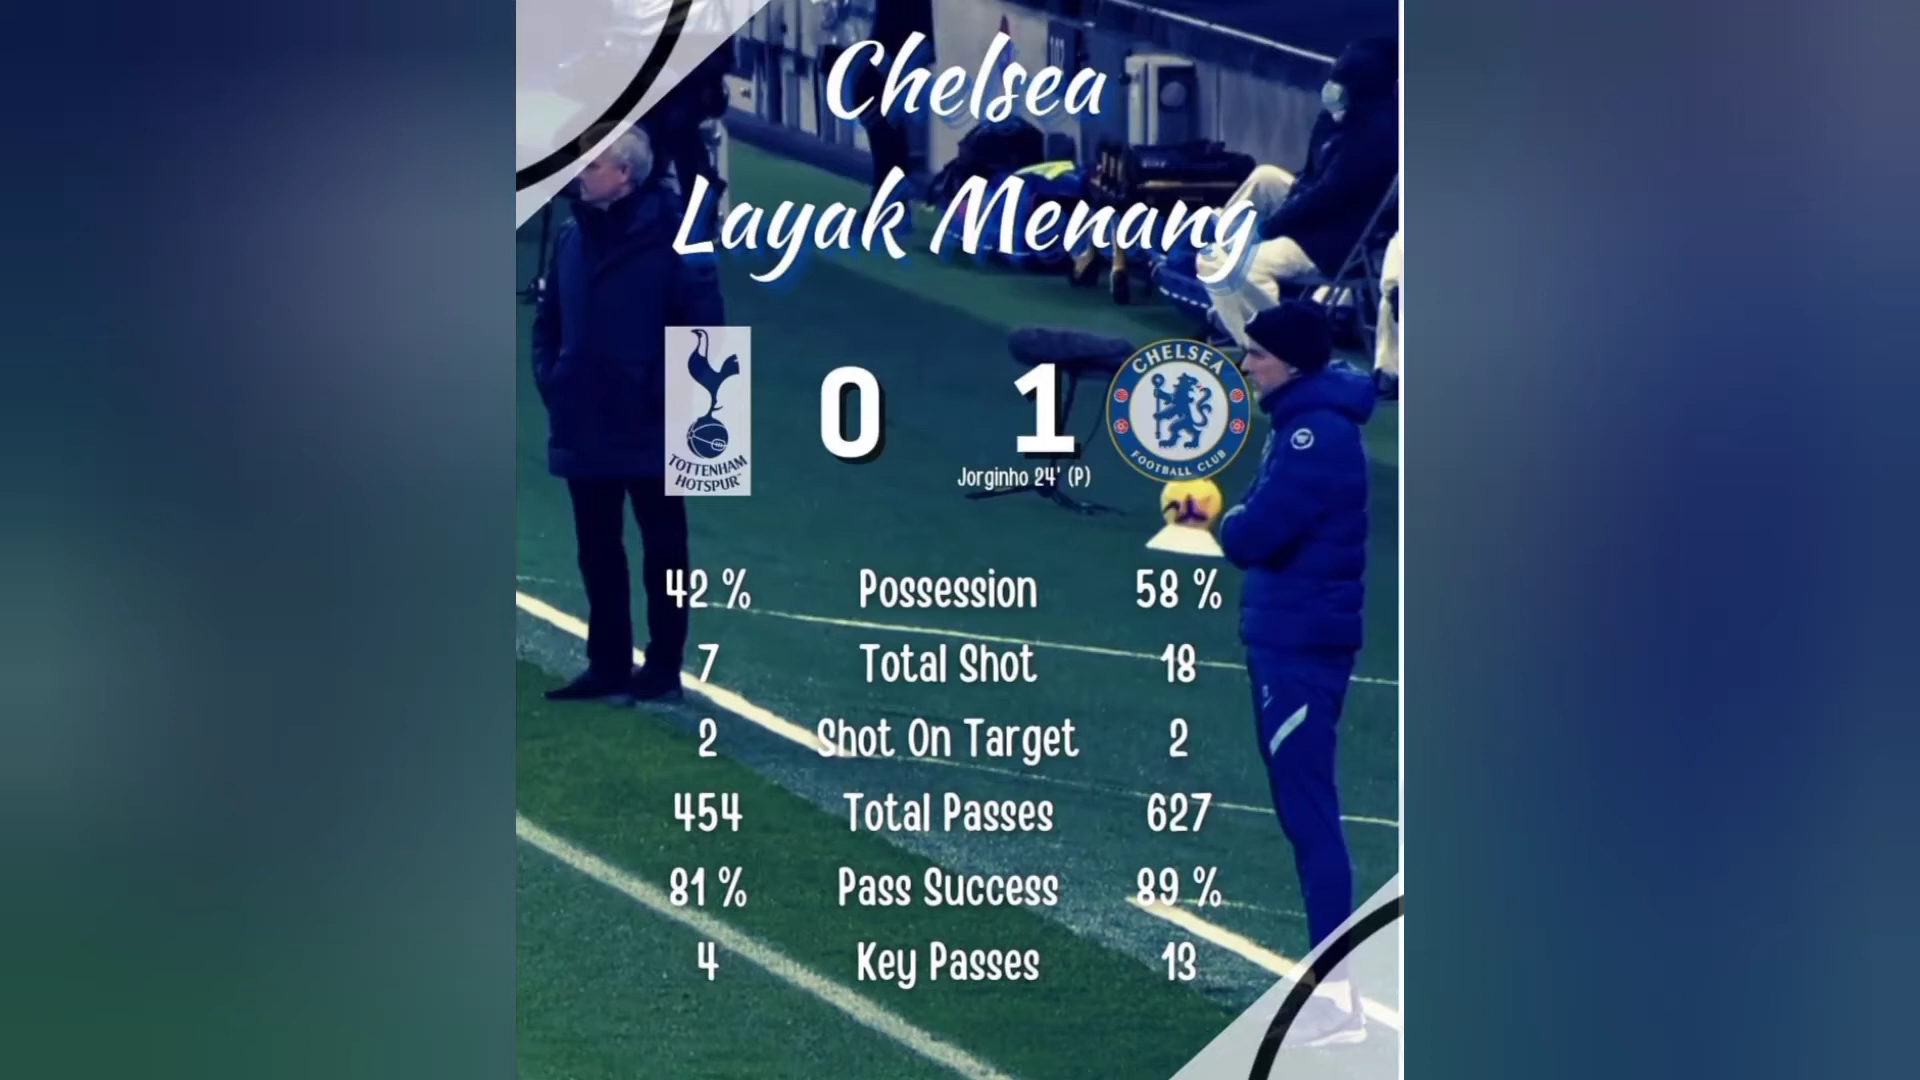 Chelsea
Layak Menang
TOTTENHAM
HOTSPUR
0 1
CHELSEA
FOOTBALL CLUB
Jorginho 24' (P)
42 % Possession 58 %
7 Total Shot 18
2 Shot On Target 2
454 Total Passes 627
81 % Pass Success 89 %
4 Key Passes 13